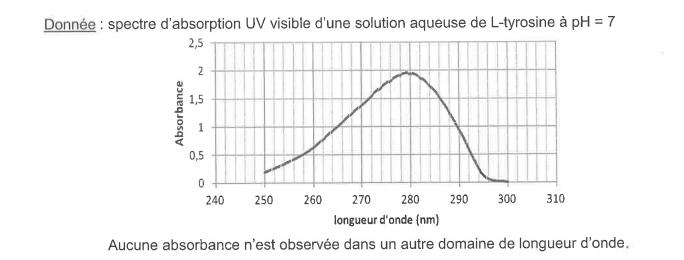 Donnée : spectre d'absorption UV visible d'une solution aqueuse de L-tyrosine à pH = 7
2,5
2
1,5
1
0,5
0
Absorbance
240 250 260 270 280 290 300 310
longueur d'onde (nm)
Aucune absorbance n'est observée dans un autre domaine de longueur d'onde.